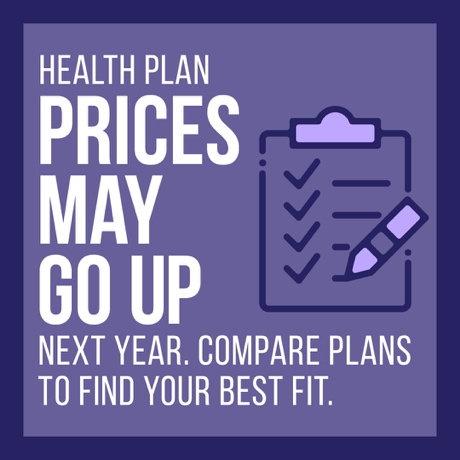 HEALTH PLAN
PRICES
MAY
GO UP
NEXT YEAR. COMPARE PLANS
TO FIND YOUR BEST FIT.